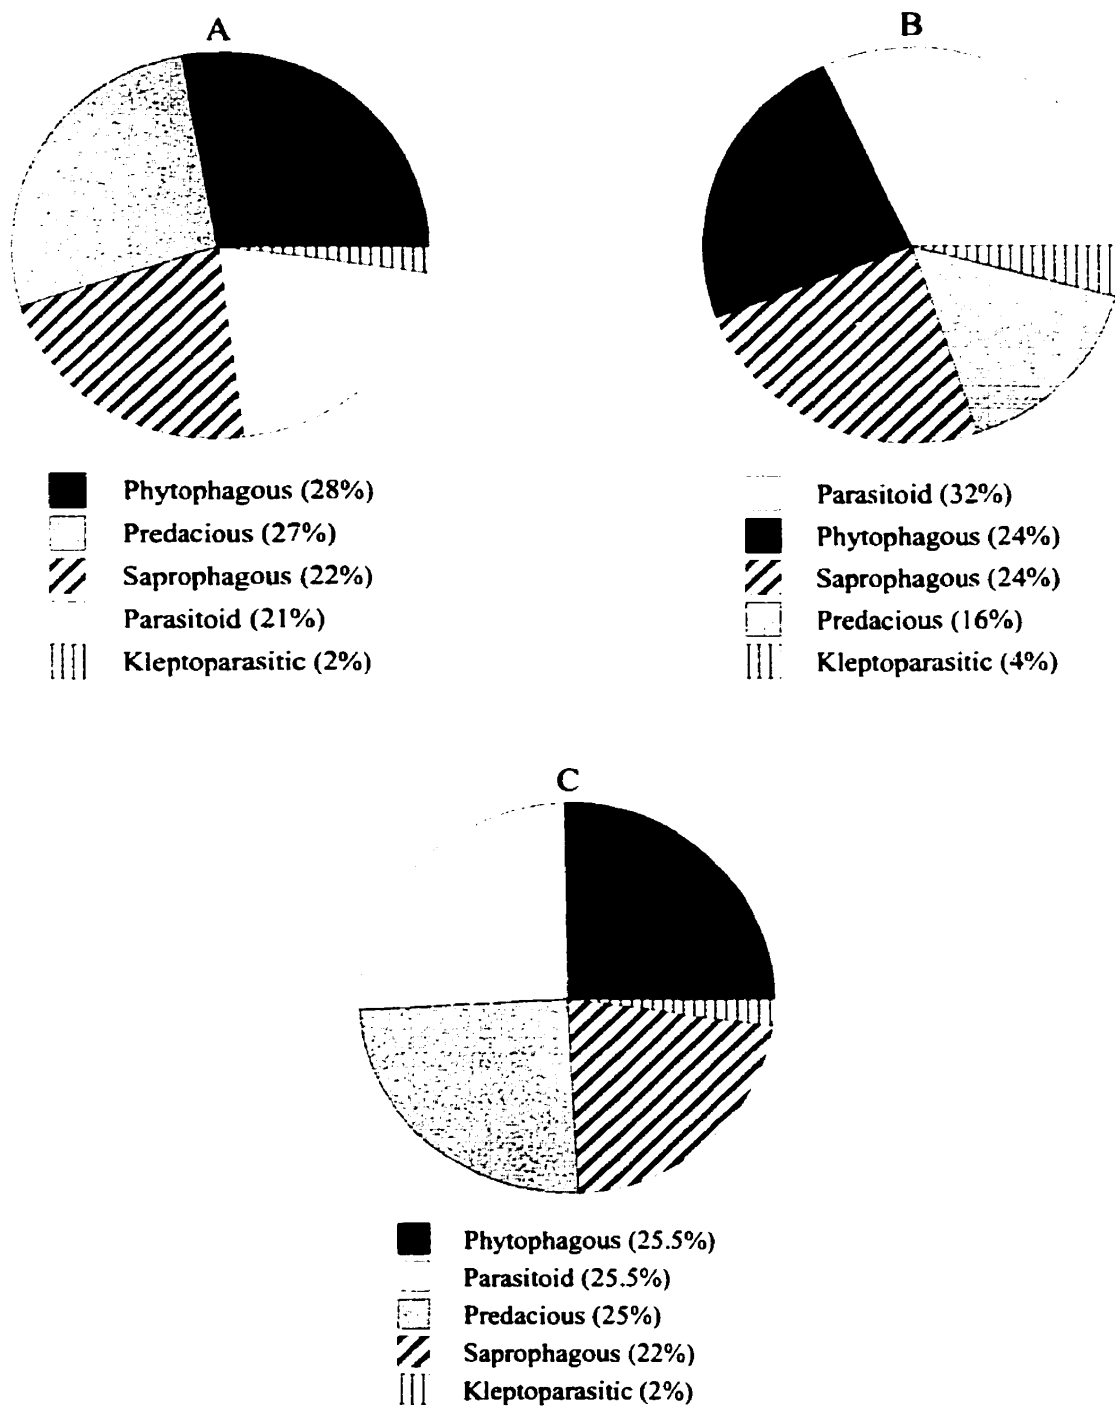 A
Phytophagous (28%)
Predacious (27%)
Saprophagous (22%)
Parasitoid (21%)
Kleptoparasitic (2%)
B
Parasitoid (32%)
Phytophagous (24%)
Saprophagous (24%)
Predacious (16%)
Kleptoparasitic (4%)
C
Phytophagous (25.5%)
Parasitoid (25.5%)
Predacious (25%)
Saprophagous (22%)
Kleptoparasitic (2%)